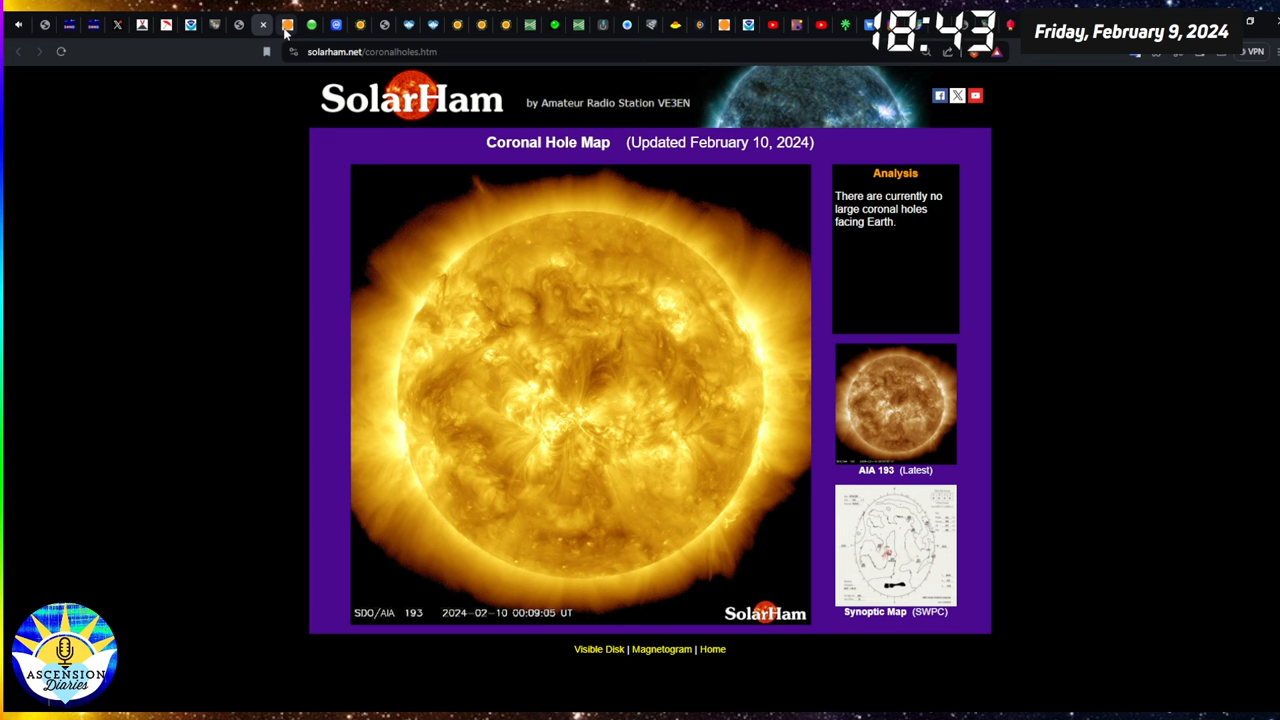 18:43
Friday, February 9, 2024
solarham.net/coronalholes.htm
VPN
SolarHam
by Amateur Radio Station VE3EN
Coronal Hole Map (Updated February 10, 2024)
Analysis
There are currently no
large coronal holes
facing Earth.
AIA 193 (Latest)
Synoptic Map (SWPC)
SDO/AIA 193 2024-02-10 00:09:05 UT
SolarHam
Visible Disk | Magnetogram | Home
ASCENSION
Diaries